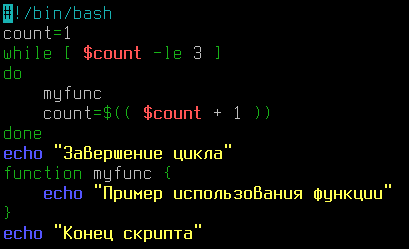 #!/bin/bash
count=1
while [ $count -le 3 ]
do
    myfunc
    count=$(( $count + 1 ))
done
echo "Завершение цикла"
function myfunc {
    echo "Пример использования функции"
}
echo "Конец скрипта"